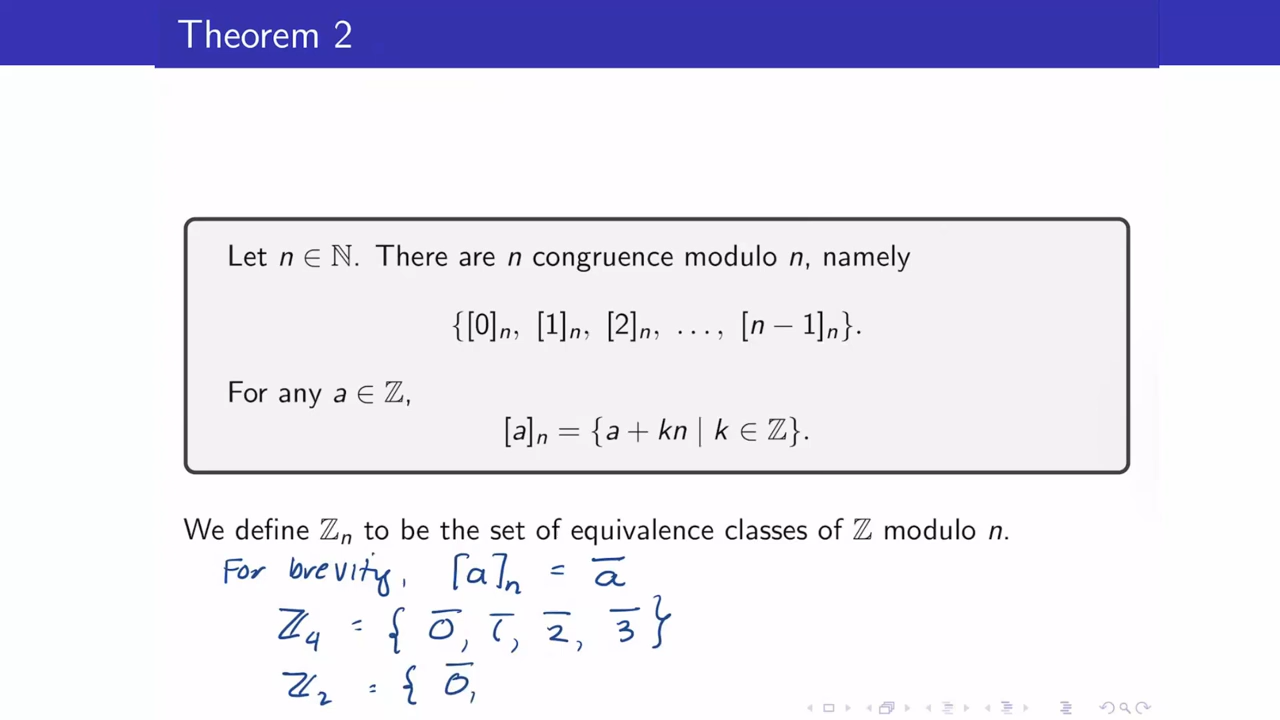 Theorem 2
Let n ∈ ℕ. There are n congruence modulo n, namely
{[0]ₙ, [1]ₙ, [2]ₙ, ..., [n − 1]ₙ}.
For any a ∈ ℤ,
[a]ₙ = {a + kn | k ∈ ℤ}.
We define ℤₙ to be the set of equivalence classes of ℤ modulo n.
For brevity, [a]ₙ = a̅
ℤ₄ = { 0̅, 1̅, 2̅, 3̅ }
ℤ₂ = { 0̅,